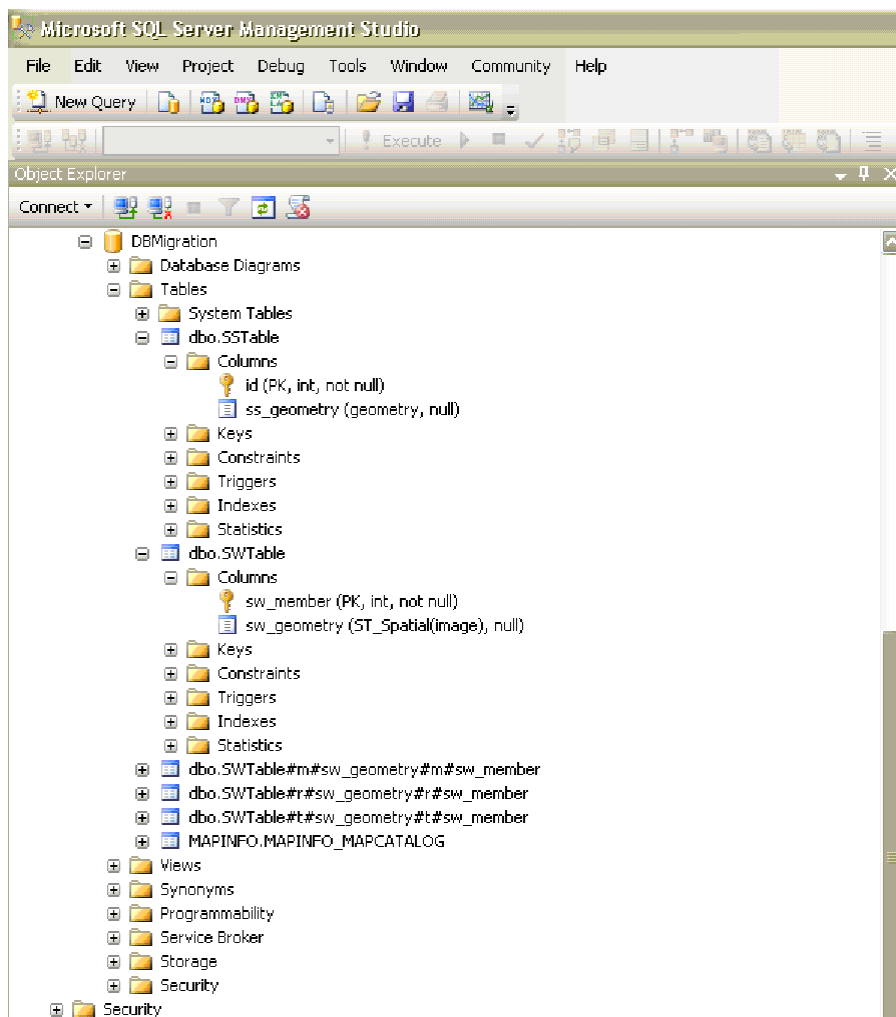 Microsoft SQL Server Management Studio
File Edit View Project Debug Tools Window Community Help
New Query
Execute
Object Explorer
Connect
DBMigration
Database Diagrams
Tables
System Tables
dbo.SSTable
Columns
id (PK, int, not null)
ss_geometry (geometry, null)
Keys
Constraints
Triggers
Indexes
Statistics
dbo.SWTable
Columns
sw_member (PK, int, not null)
sw_geometry (ST_Spatial(image), null)
Keys
Constraints
Triggers
Indexes
Statistics
dbo.SWTable#m#sw_geometry#m#sw_member
dbo.SWTable#r#sw_geometry#r#sw_member
dbo.SWTable#t#sw_geometry#t#sw_member
MAPINFO.MAPINFO_MAPCATALOG
Views
Synonyms
Programmability
Service Broker
Storage
Security
Security